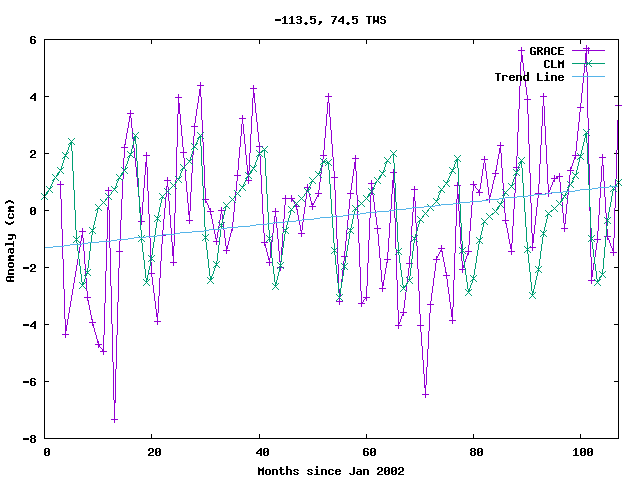 -113.5, 74.5 TWS
GRACE
CLM
Trend Line
6
4
2
0
-2
-4
-6
-8
Anomaly (cm)
0 20 40 60 80 100
Months since Jan 2002